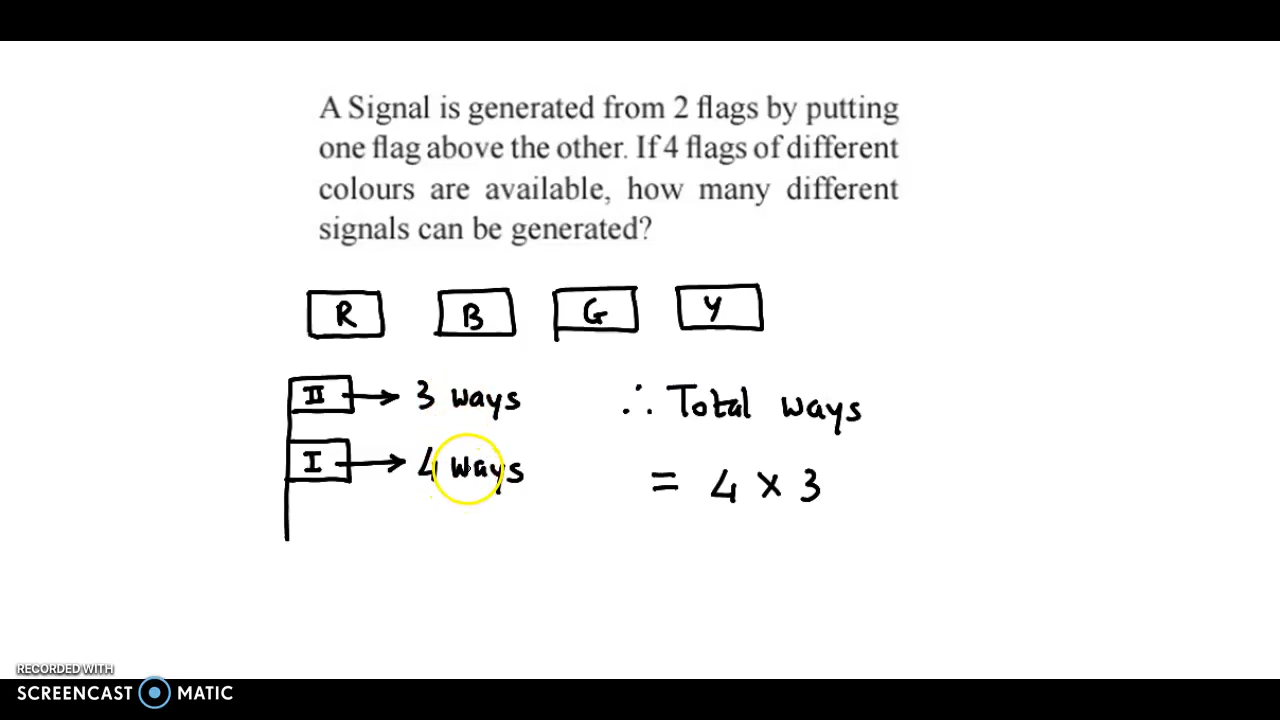 A Signal is generated from 2 flags by putting
one flag above the other. If 4 flags of different
colours are available, how many different
signals can be generated?
R B G Y
II → 3 ways
I → 4 ways
∴ Total ways
= 4 × 3
RECORDED WITH
SCREENCAST MATIC